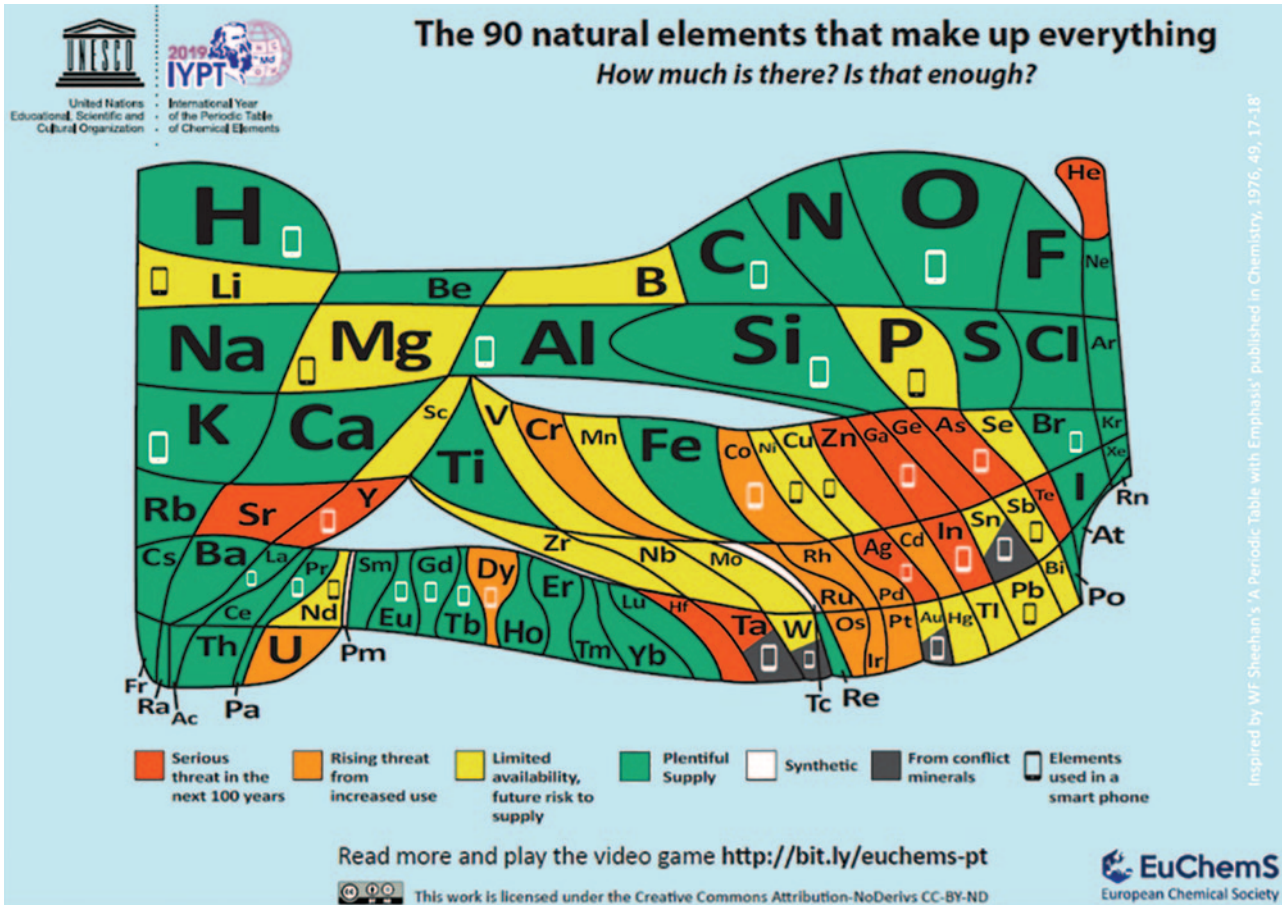 The 90 natural elements that make up everything
How much is there? Is that enough?
UNESCO
United Nations
Educational, Scientific and
Cultural Organization
2019
IYPT
Md
International Year
of the Periodic Table
of Chemical Elements
H
He
Li
Be
B
C
N
O
F
Ne
Na
Mg
Al
Si
P
S
Cl
Ar
K
Ca
Sc
Ti
V
Cr
Mn
Fe
Co
Ni
Cu
Zn
Ga
Ge
As
Se
Br
Kr
Rb
Sr
Y
Zr
Nb
Mo
Tc
Ru
Rh
Pd
Ag
Cd
In
Sn
Sb
Te
I
Xe
Cs
Ba
La
Ce
Pr
Nd
Pm
Sm
Eu
Gd
Tb
Dy
Ho
Er
Tm
Yb
Lu
Hf
Ta
W
Re
Os
Ir
Pt
Au
Hg
Tl
Pb
Bi
Po
At
Rn
Fr
Ra
Ac
Th
Pa
U
Serious
threat in the
next 100 years
Rising threat
from
increased use
Limited
availability,
future risk to
supply
Plentiful
Supply
Synthetic
From conflict
minerals
Elements
used in a
smart phone
Read more and play the video game http://bit.ly/euchems-pt
This work is licensed under the Creative Commons Attribution-NoDerivs CC-BY-ND
EuChemS
European Chemical Society
Inspired by WF Sheehan's 'A Periodic Table with Emphasis' published in Chemistry, 1976, 49, 17-18'